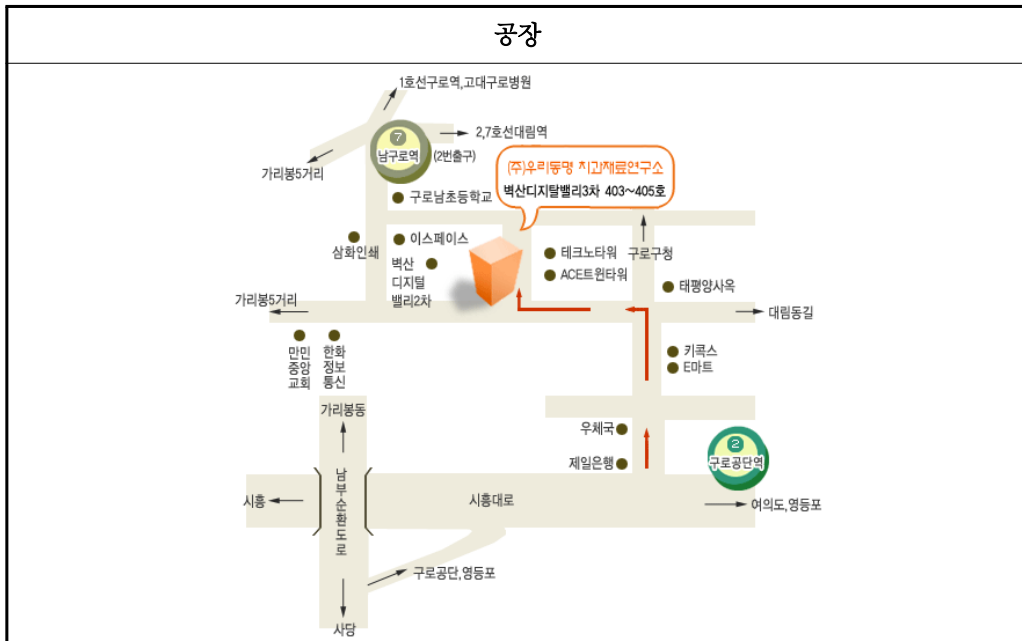 공장
1호선구로역,고대구로병원
7
남구로역
(2번출구)
2,7호선대림역
가리봉5거리
(주)우리동명 치과재료연구소
벽산디지탈밸리3차 403~405호
구로남초등학교
삼화인쇄
이스페이스
벽산
디지털
밸리2차
테크노타워
ACE트윈타워
구로구청
태평양사옥
가리봉5거리
대림동길
만민
중앙
교회
한화
정보
통신
키콕스
E마트
가리봉동
우체국
제일은행
2
구로공단역
시흥
남부순환도로
시흥대로
여의도,영등포
구로공단,영등포
사당